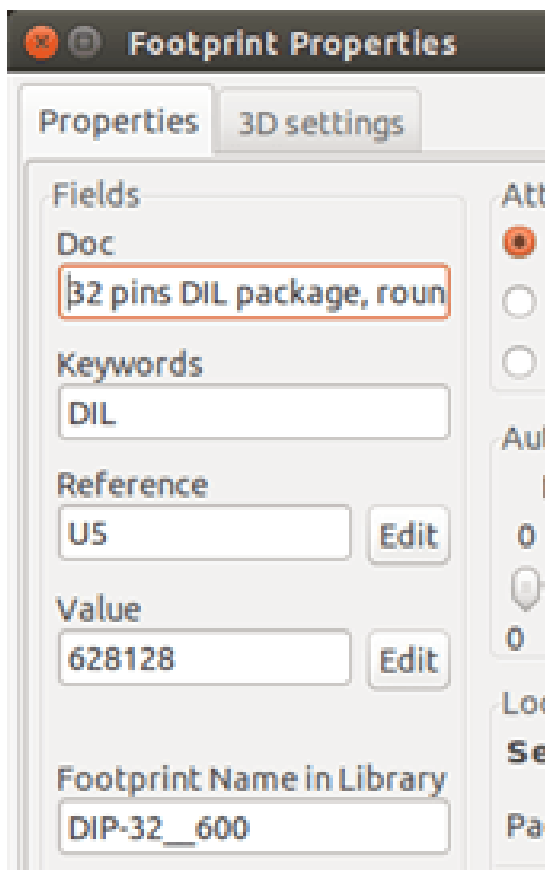 Footprint Properties
Properties 3D settings
Fields
Doc
32 pins DIL package, roun
Keywords
DIL
Reference
U5
Edit
Value
628128
Edit
Footprint Name in Library
DIP-32__600
Att
Au
0
0
Loc
Se
Pa